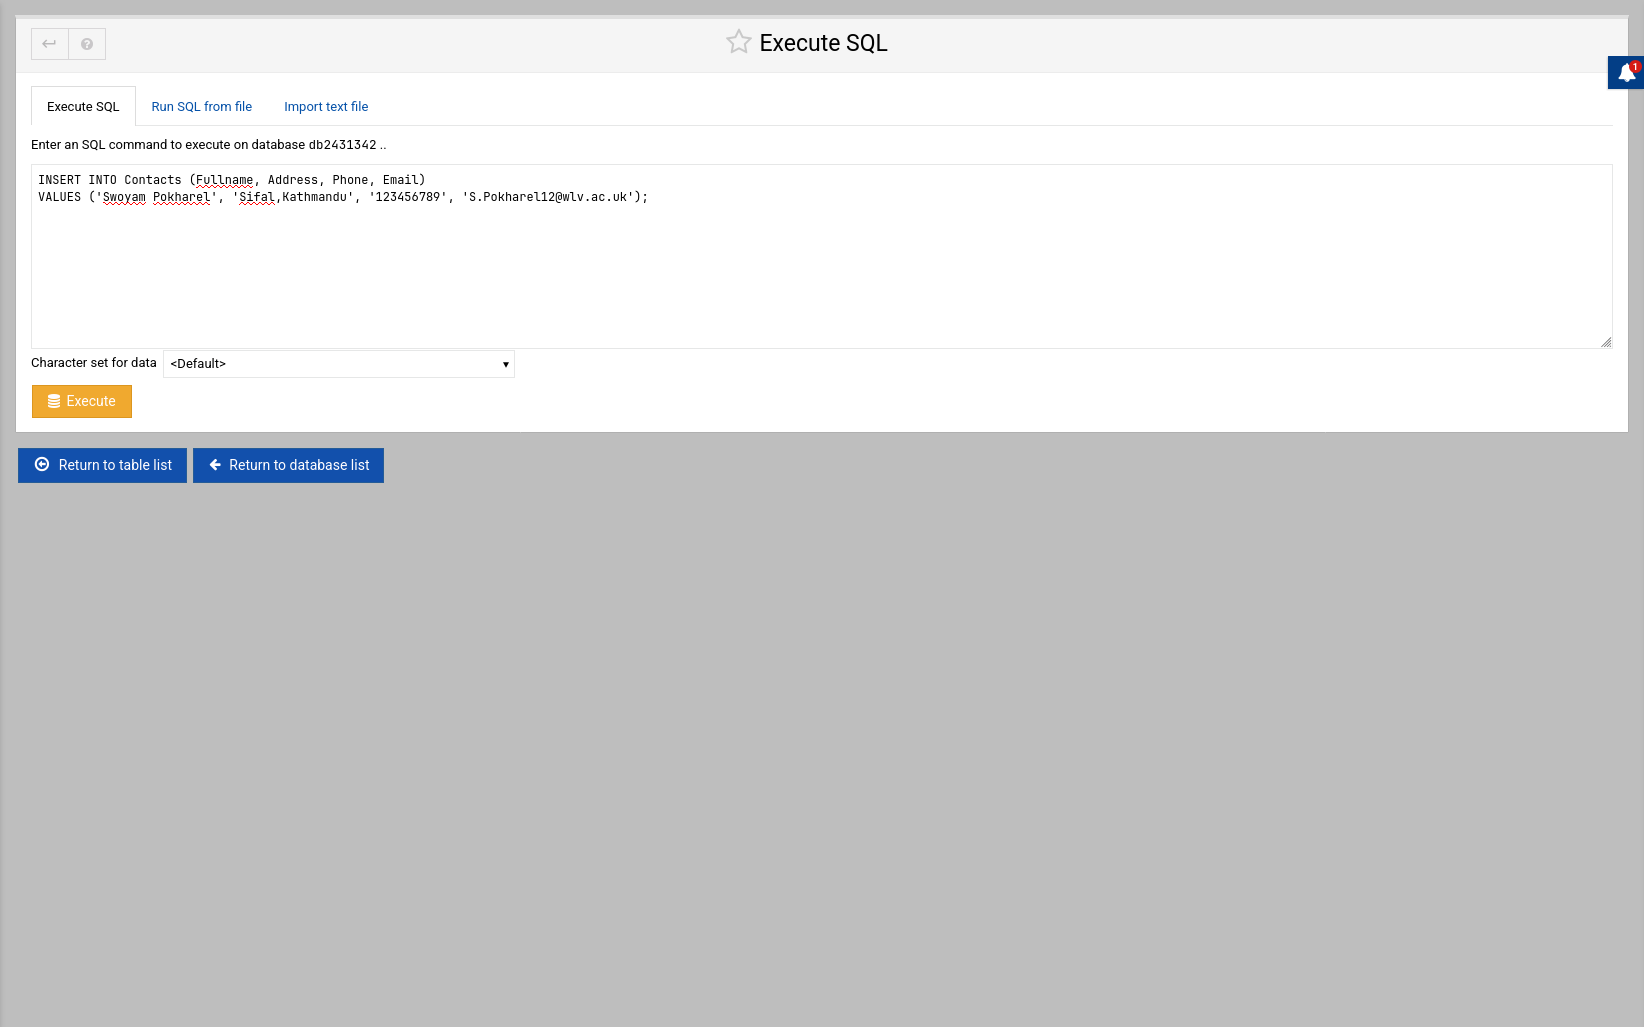 Execute SQL
1
Execute SQL Run SQL from file Import text file
Enter an SQL command to execute on database db2431342 ..
INSERT INTO Contacts (Fullname, Address, Phone, Email)
VALUES ('Swoyam Pokharel', 'Sifal,Kathmandu', '123456789', 'S.Pokharel12@wlv.ac.uk');
Character set for data <Default>
Execute
Return to table list Return to database list